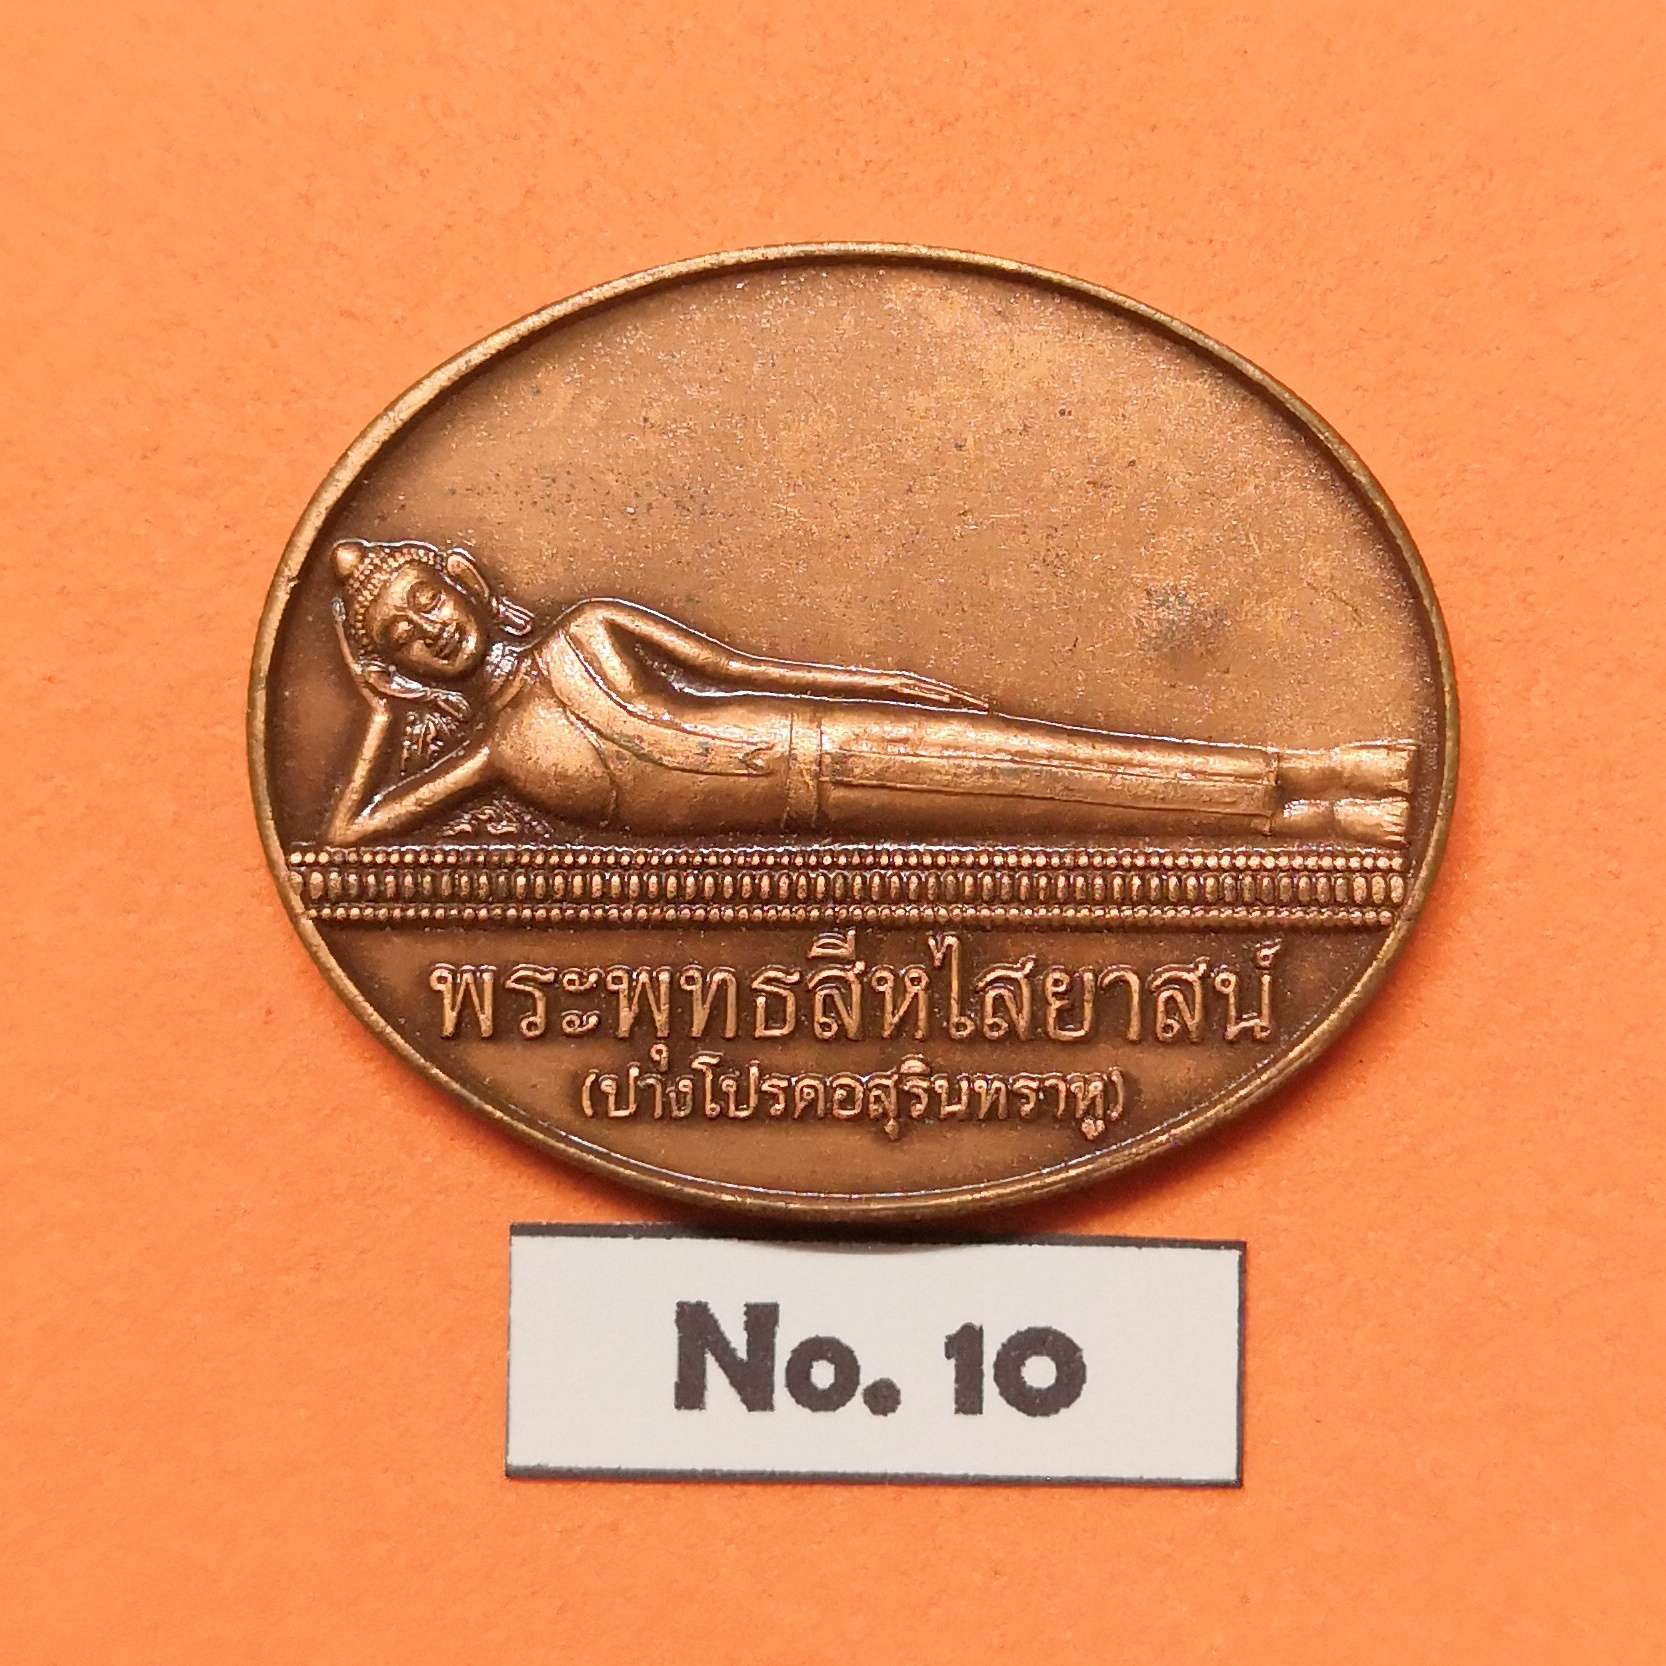 พระพุทธสีหไสยาสน์
(ปางโปรดอสุรินทราหู)
No. 10